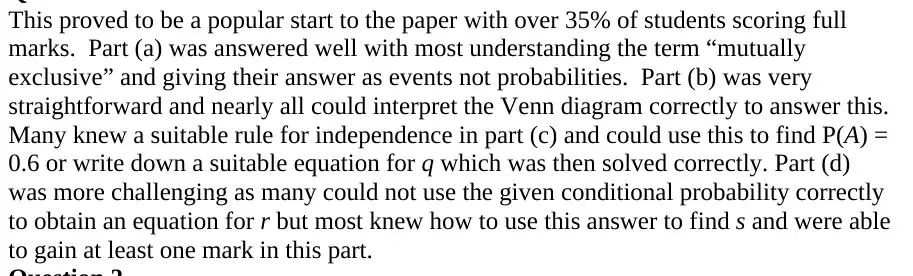 This proved to be a popular start to the paper with over 35% of students scoring full
marks.  Part (a) was answered well with most understanding the term “mutually
exclusive” and giving their answer as events not probabilities.  Part (b) was very
straightforward and nearly all could interpret the Venn diagram correctly to answer this.
Many knew a suitable rule for independence in part (c) and could use this to find P(A) =
0.6 or write down a suitable equation for q which was then solved correctly. Part (d)
was more challenging as many could not use the given conditional probability correctly
to obtain an equation for r but most knew how to use this answer to find s and were able
to gain at least one mark in this part.